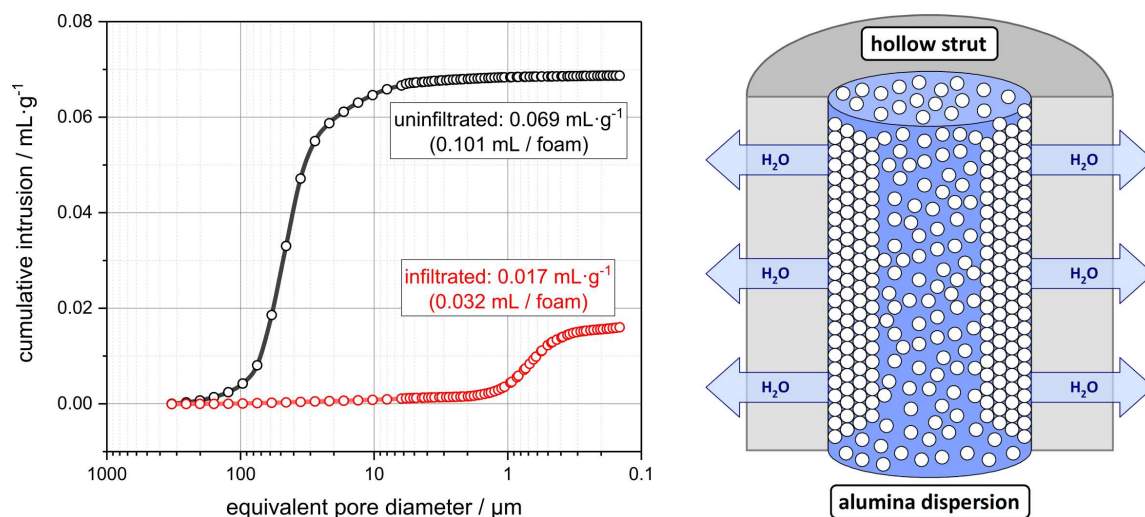 0.08
0.06
0.04
0.02
0.00
cumulative intrusion / mL·g⁻¹
uninfiltrated: 0.069 mL·g⁻¹
(0.101 mL / foam)
infiltrated: 0.017 mL·g⁻¹
(0.032 mL / foam)
1000 100 10 1 0.1
equivalent pore diameter / µm
hollow strut
H₂O H₂O
H₂O H₂O
H₂O H₂O
alumina dispersion